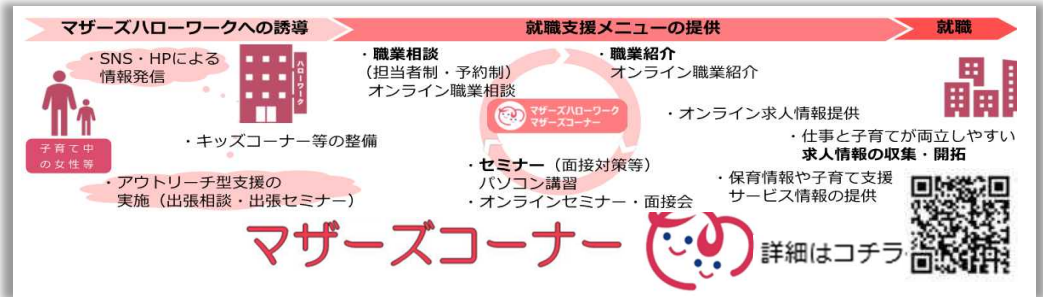 マザーズハローワークへの誘導
就職支援メニューの提供
就職
・SNS・HPによる
情報発信
ハローワーク
子育て中
の女性等
・キッズコーナー等の整備
・アウトリーチ型支援の
実施（出張相談・出張セミナー）
・職業相談
（担当者制・予約制）
オンライン職業相談
・職業紹介
オンライン職業紹介
マザーズハローワーク
マザーズコーナー
・セミナー（面接対策等）
パソコン講習
・オンラインセミナー・面接会
・オンライン求人情報提供
・仕事と子育てが両立しやすい
求人情報の収集・開拓
・保育情報や子育て支援
サービス情報の提供
マザーズコーナー
詳細はコチラ